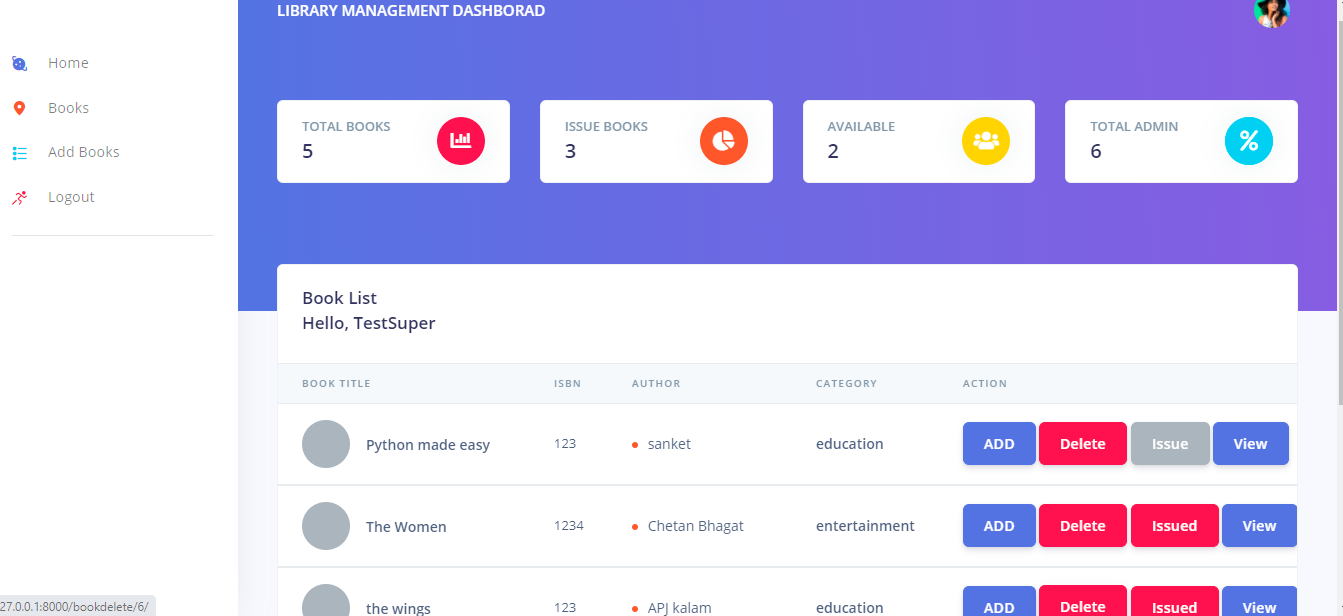 LIBRARY MANAGEMENT DASHBORAD
Home
Books
Add Books
Logout
TOTAL BOOKS
5
ISSUE BOOKS
3
AVAILABLE
2
TOTAL ADMIN
6
Book List
Hello, TestSuper
BOOK TITLE ISBN AUTHOR CATEGORY ACTION
Python made easy 123 sanket education ADD Delete Issue View
The Women 1234 Chetan Bhagat entertainment ADD Delete Issued View
the wings 123 APJ kalam education ADD Delete Issued View
27.0.0.1:8000/bookdelete/6/